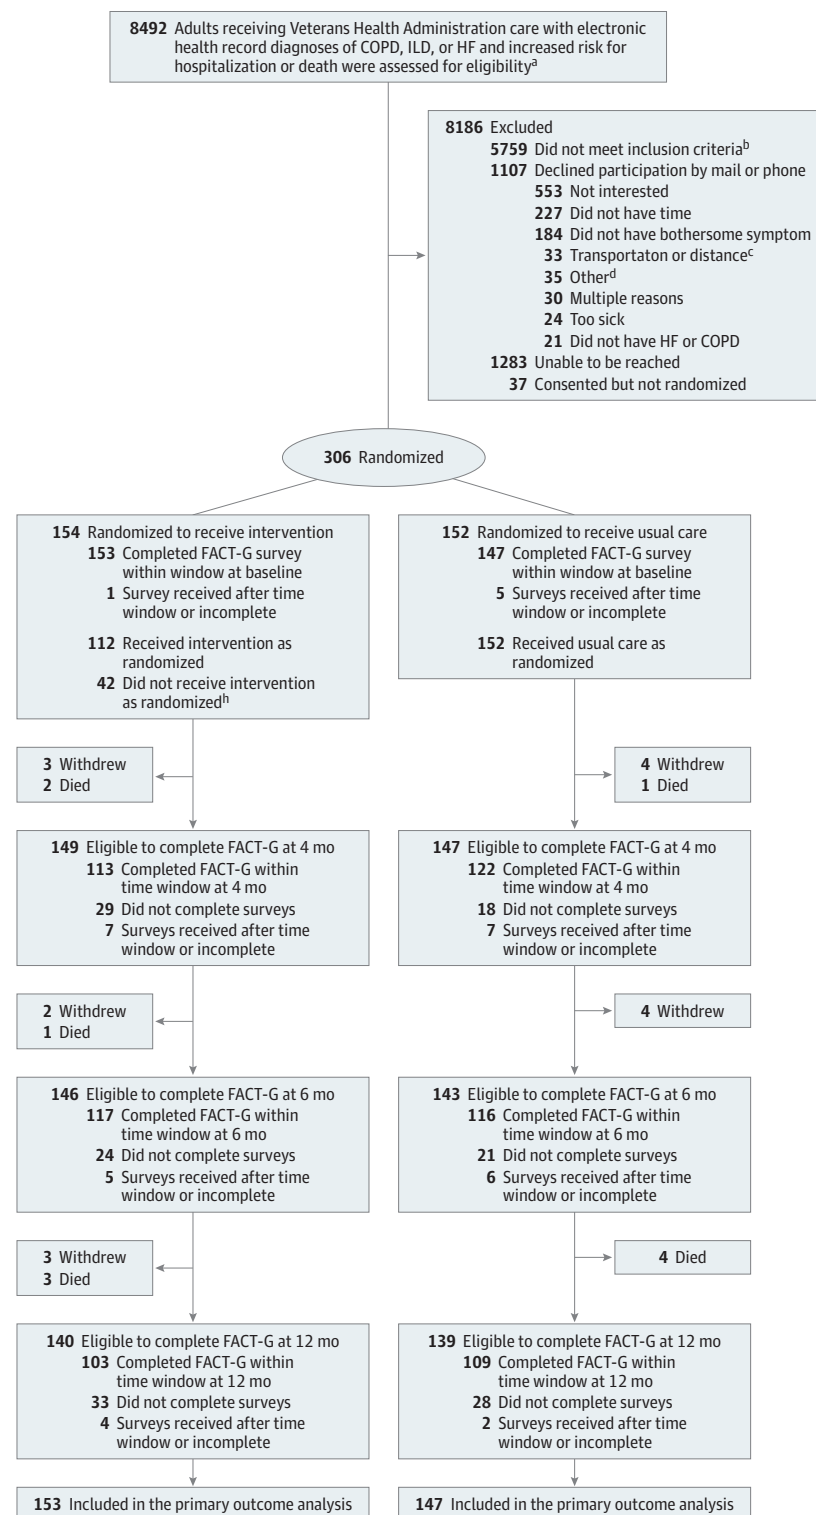 8492 Adults receiving Veterans Health Administration care with electronic
health record diagnoses of COPD, ILD, or HF and increased risk for
hospitalization or death were assessed for eligibilitya
8186 Excluded
5759 Did not meet inclusion criteriab
1107 Declined participation by mail or phone
553 Not interested
227 Did not have time
184 Did not have bothersome symptom
33 Transportaton or distancec
35 Otherd
30 Multiple reasons
24 Too sick
21 Did not have HF or COPD
1283 Unable to be reached
37 Consented but not randomized
306 Randomized
154 Randomized to receive intervention
153 Completed FACT-G survey
within window at baseline
1 Survey received after time
window or incomplete
112 Received intervention as
randomized
42 Did not receive intervention
as randomizedh
152 Randomized to receive usual care
147 Completed FACT-G survey
within window at baseline
5 Surveys received after time
window or incomplete
152 Received usual care as
randomized
3 Withdrew
2 Died
4 Withdrew
1 Died
149 Eligible to complete FACT-G at 4 mo
113 Completed FACT-G within
time window at 4 mo
29 Did not complete surveys
7 Surveys received after time
window or incomplete
147 Eligible to complete FACT-G at 4 mo
122 Completed FACT-G within
time window at 4 mo
18 Did not complete surveys
7 Surveys received after time
window or incomplete
2 Withdrew
1 Died
4 Withdrew
146 Eligible to complete FACT-G at 6 mo
117 Completed FACT-G within
time window at 6 mo
24 Did not complete surveys
5 Surveys received after time
window or incomplete
143 Eligible to complete FACT-G at 6 mo
116 Completed FACT-G within
time window at 6 mo
21 Did not complete surveys
6 Surveys received after time
window or incomplete
3 Withdrew
3 Died
4 Died
140 Eligible to complete FACT-G at 12 mo
103 Completed FACT-G within
time window at 12 mo
33 Did not complete surveys
4 Surveys received after time
window or incomplete
139 Eligible to complete FACT-G at 12 mo
109 Completed FACT-G within
time window at 12 mo
28 Did not complete surveys
2 Surveys received after time
window or incomplete
153 Included in the primary outcome analysis
147 Included in the primary outcome analysis